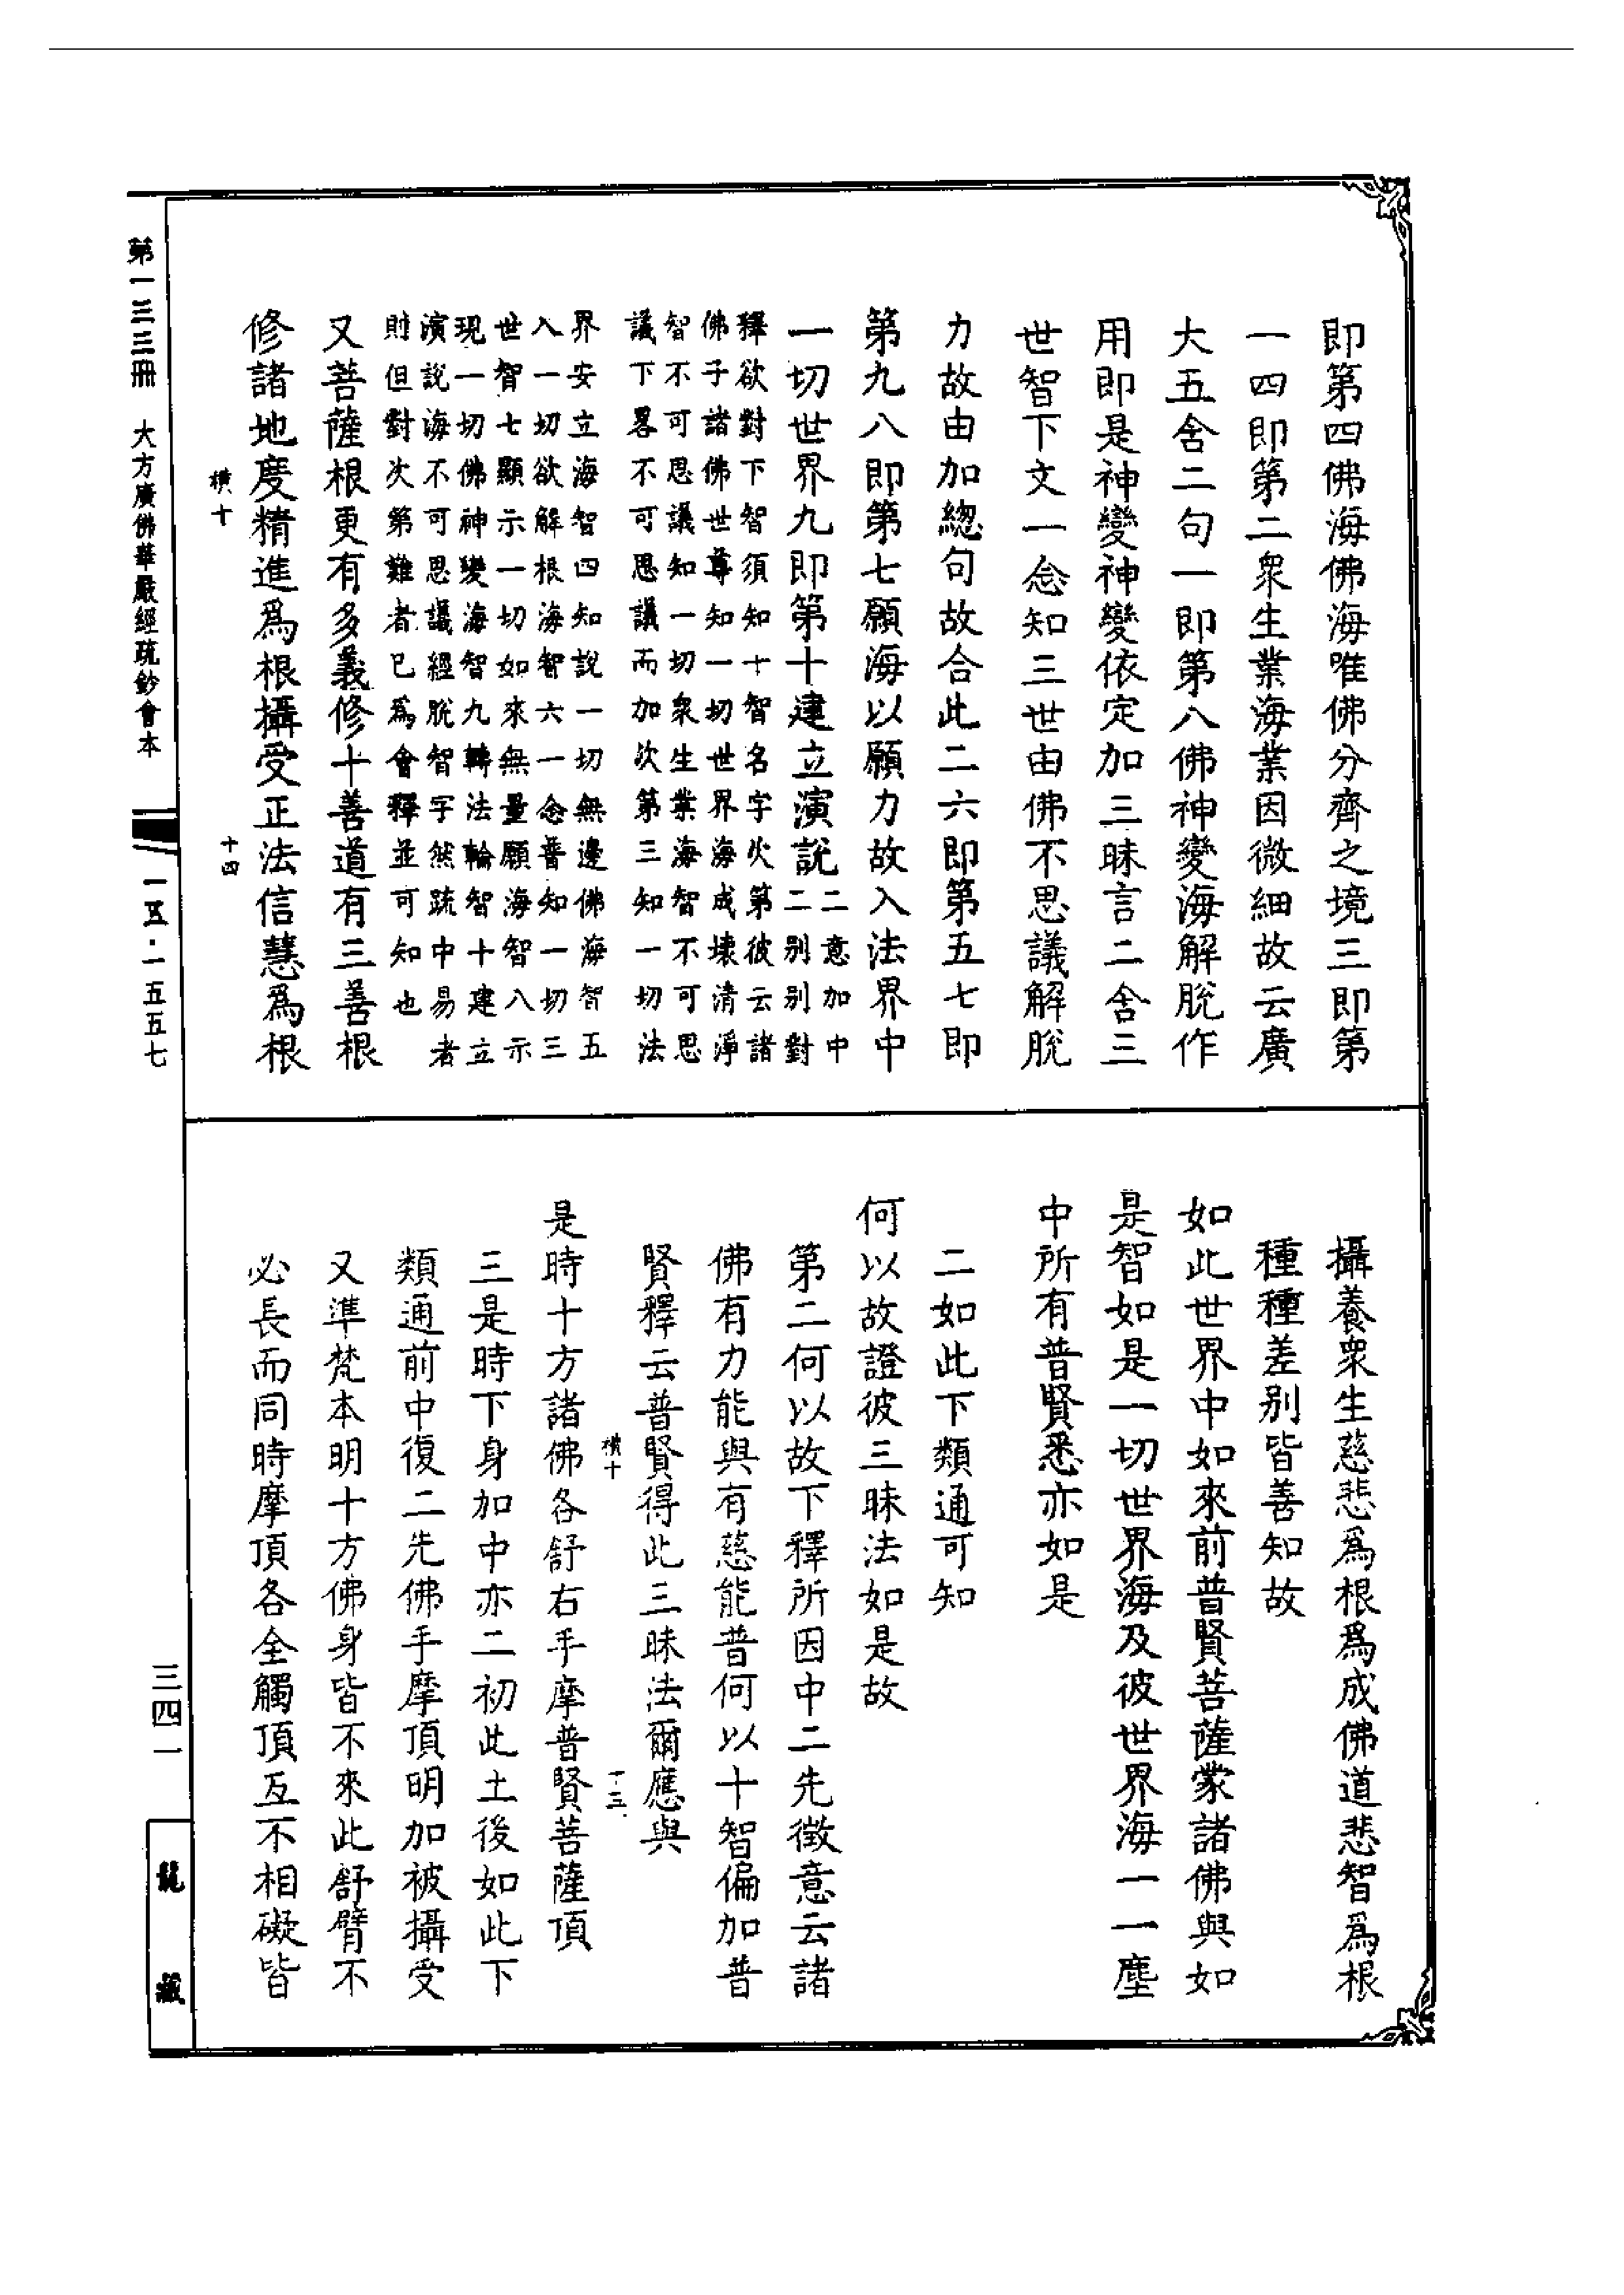 即第四佛海佛海唯佛分齊之境三即第
一四即第二衆生業海業因微細故云廣
大五含二句一即第八佛神變海解脫作
用即是神變神變依定加三昧言二含三
世智下文一念知三世由佛不思議解脫
力故由加總句故合此二六即第五七即
第九八即第七願海以願力故入法界中
一切世界九即第十建立演說二意加中
二别别對
釋欲對下智須知十智名字次第彼云諸
佛子諸佛世尊知一切世界海成壞清淨
智不可思議知一切衆生業海智不可思
議下畧不可思議而加次第三知一切法
界安立海智四知說一切無邊佛海智五
入一切欲解根海智六一念普知一切三
世智七顯示一切如來無量願海智八示
現一切佛神變海智九轉法輪智十建立
演說海不可思議經脫智字然疏中易者
則但對次第難者已爲會釋並可知也
又菩薩根更有多義修十善道有三善根
修諸地度精進爲根攝受正法信慧爲根
橫十 十四
攝養衆生慈悲爲根爲成佛道悲智爲根
種種差别皆善知故
如此世界中如來前普賢菩薩蒙諸佛與如
是智如是一切世界海及彼世界海一一塵
中所有普賢悉亦如是
二如此下類通可知
何以故證彼三昧法如是故
第二何以故下釋所因中二先徵意云諸
佛有力能與有慈能普何以十智偏加普
賢釋云普賢得此三昧法爾應與
橫十 十三
是時十方諸佛各舒右手摩普賢菩薩頂
三是時下身加中亦二初此土後如此下
類通前中復二先佛手摩頂明加被攝受
又準梵本明十方佛身皆不來此舒臂不
必長而同時摩頂各全觸頂互不相礙皆
第一三三冊 大方廣佛華嚴經疏鈔會本
一五·二五五七
三四一
龍藏